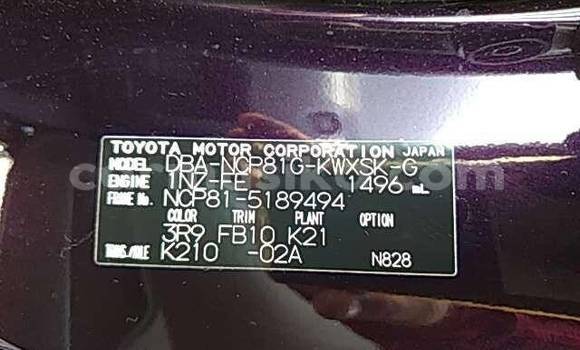 TOYOTA MOTOR CORPORATION JAPAN
MODEL DBA-NCP81G-KWXSK-G
ENGINE 1NZ-FE 1496 mL
FRAME No. NCP81-5189494
COLOR TRIM PLANT OPTION
3R9 FB10 K21
TRANS./AXLE K210 -02A N828